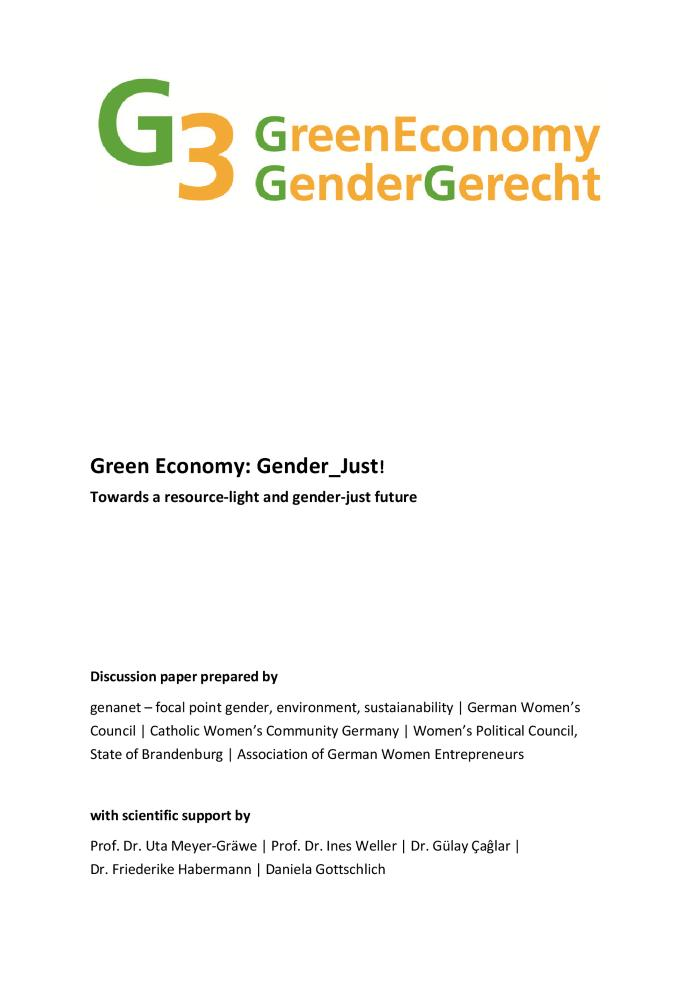 G3 GreenEconomy
GenderGerecht
Green Economy: Gender_Just!
Towards a resource-light and gender-just future
Discussion paper prepared by
genanet – focal point gender, environment, sustaianability | German Women’s
Council | Catholic Women’s Community Germany | Women’s Political Council,
State of Brandenburg | Association of German Women Entrepreneurs
with scientific support by
Prof. Dr. Uta Meyer-Gräwe | Prof. Dr. Ines Weller | Dr. Gülay Çağ̂lar |
Dr. Friederike Habermann | Daniela Gottschlich